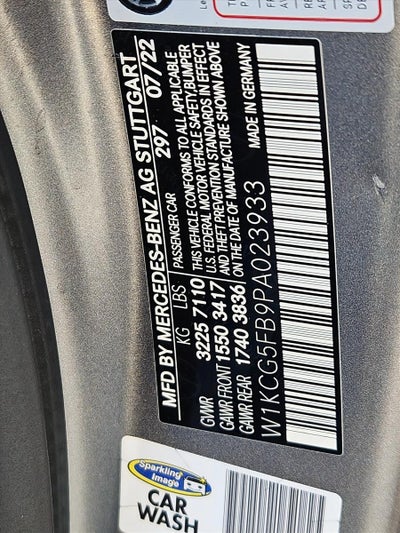 MFD BY MERCEDES-BENZ AG STUTTGART
PASSENGER CAR 297 07/22
KG LBS
THIS VEHICLE CONFORMS TO ALL APPLICABLE
U.S. FEDERAL MOTOR VEHICLE SAFETY,BUMPER
AND THEFT PREVENTION STANDARDS IN EFFECT
ON THE DATE OF MANUFACTURE SHOWN ABOVE
GVWR 3225 7110
GAWR FRONT 1550 3417
GAWR REAR 1740 3836
MADE IN GERMANY
W1KCG5FB9PA023933
Sparkling
Image
CAR
WASH